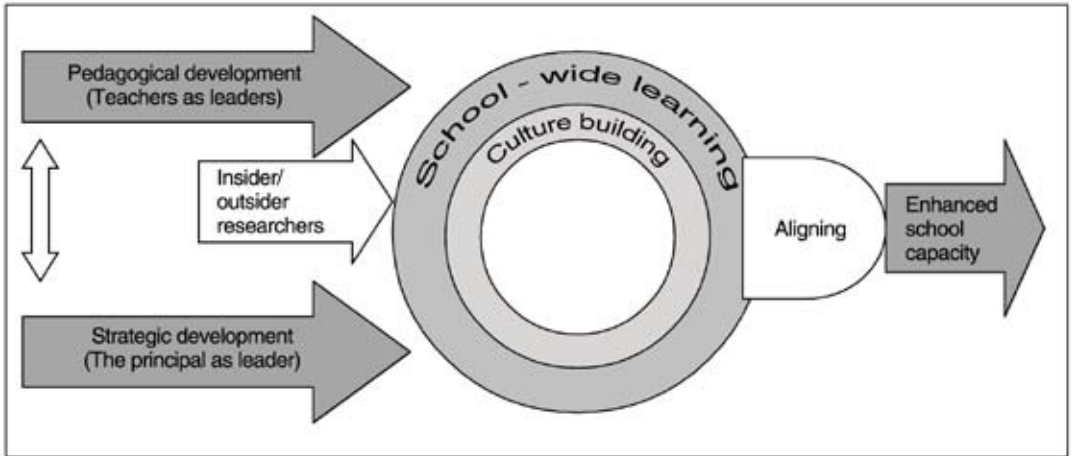 Pedagogical development
(Teachers as leaders)
School - wide learning
Culture building
Insider/
outsider
researchers
Aligning
Enhanced
school
capacity
Strategic development
(The principal as leader)